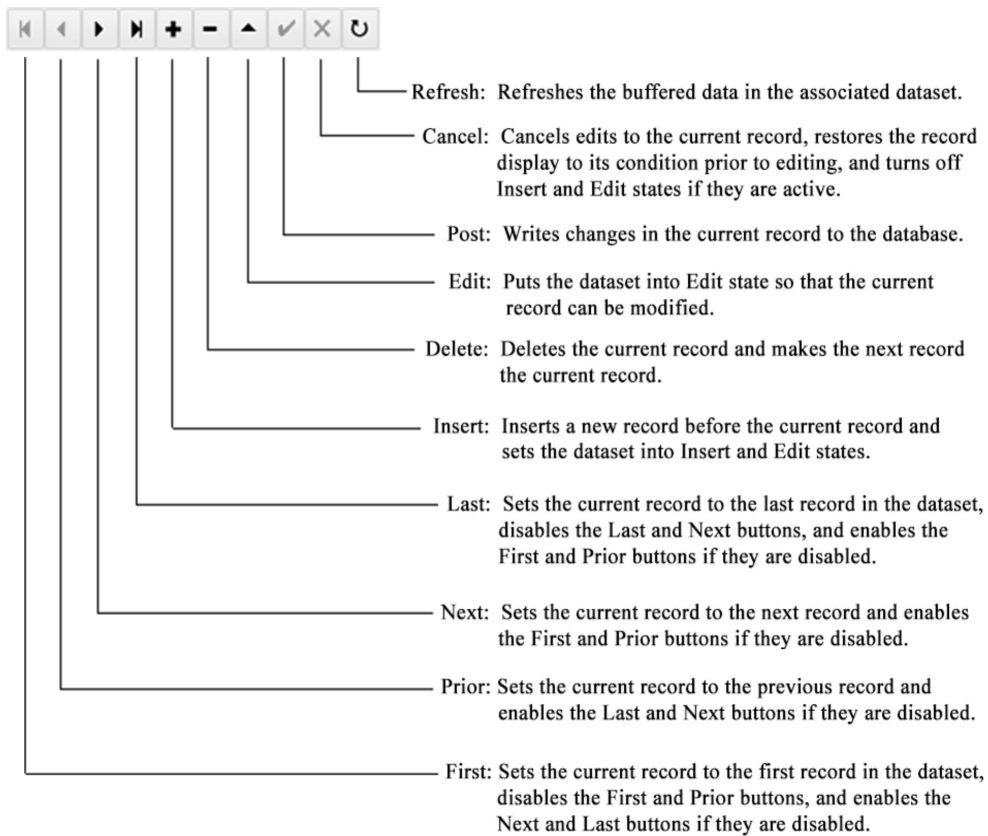 Refresh: Refreshes the buffered data in the associated dataset.
Cancel: Cancels edits to the current record, restores the record
display to its condition prior to editing, and turns off
Insert and Edit states if they are active.
Post: Writes changes in the current record to the database.
Edit: Puts the dataset into Edit state so that the current
record can be modified.
Delete: Deletes the current record and makes the next record
the current record.
Insert: Inserts a new record before the current record and
sets the dataset into Insert and Edit states.
Last: Sets the current record to the last record in the dataset,
disables the Last and Next buttons, and enables the
First and Prior buttons if they are disabled.
Next: Sets the current record to the next record and enables
the First and Prior buttons if they are disabled.
Prior: Sets the current record to the previous record and
enables the Last and Next buttons if they are disabled.
First: Sets the current record to the first record in the dataset,
disables the First and Prior buttons, and enables the
Next and Last buttons if they are disabled.